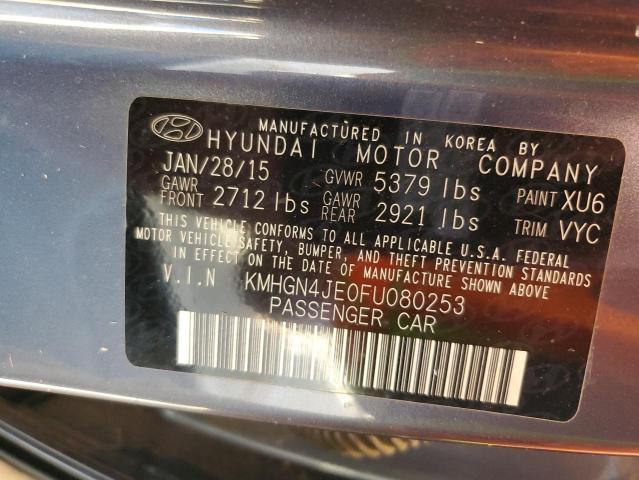 MANUFACTURED IN KOREA BY
HYUNDAI MOTOR COMPANY
JAN/28/15 GVWR 5379 lbs PAINT XU6
GAWR FRONT 2712 lbs GAWR REAR 2921 lbs TRIM VYC
THIS VEHICLE CONFORMS TO ALL APPLICABLE U.S.A. FEDERAL
MOTOR VEHICLE SAFETY, BUMPER, AND THEFT PREVENTION STANDARDS
IN EFFECT ON THE DATE OF MANUFACTURE SHOWN ABOVE.
V.I.N KMHGN4JE0FU080253
PASSENGER CAR